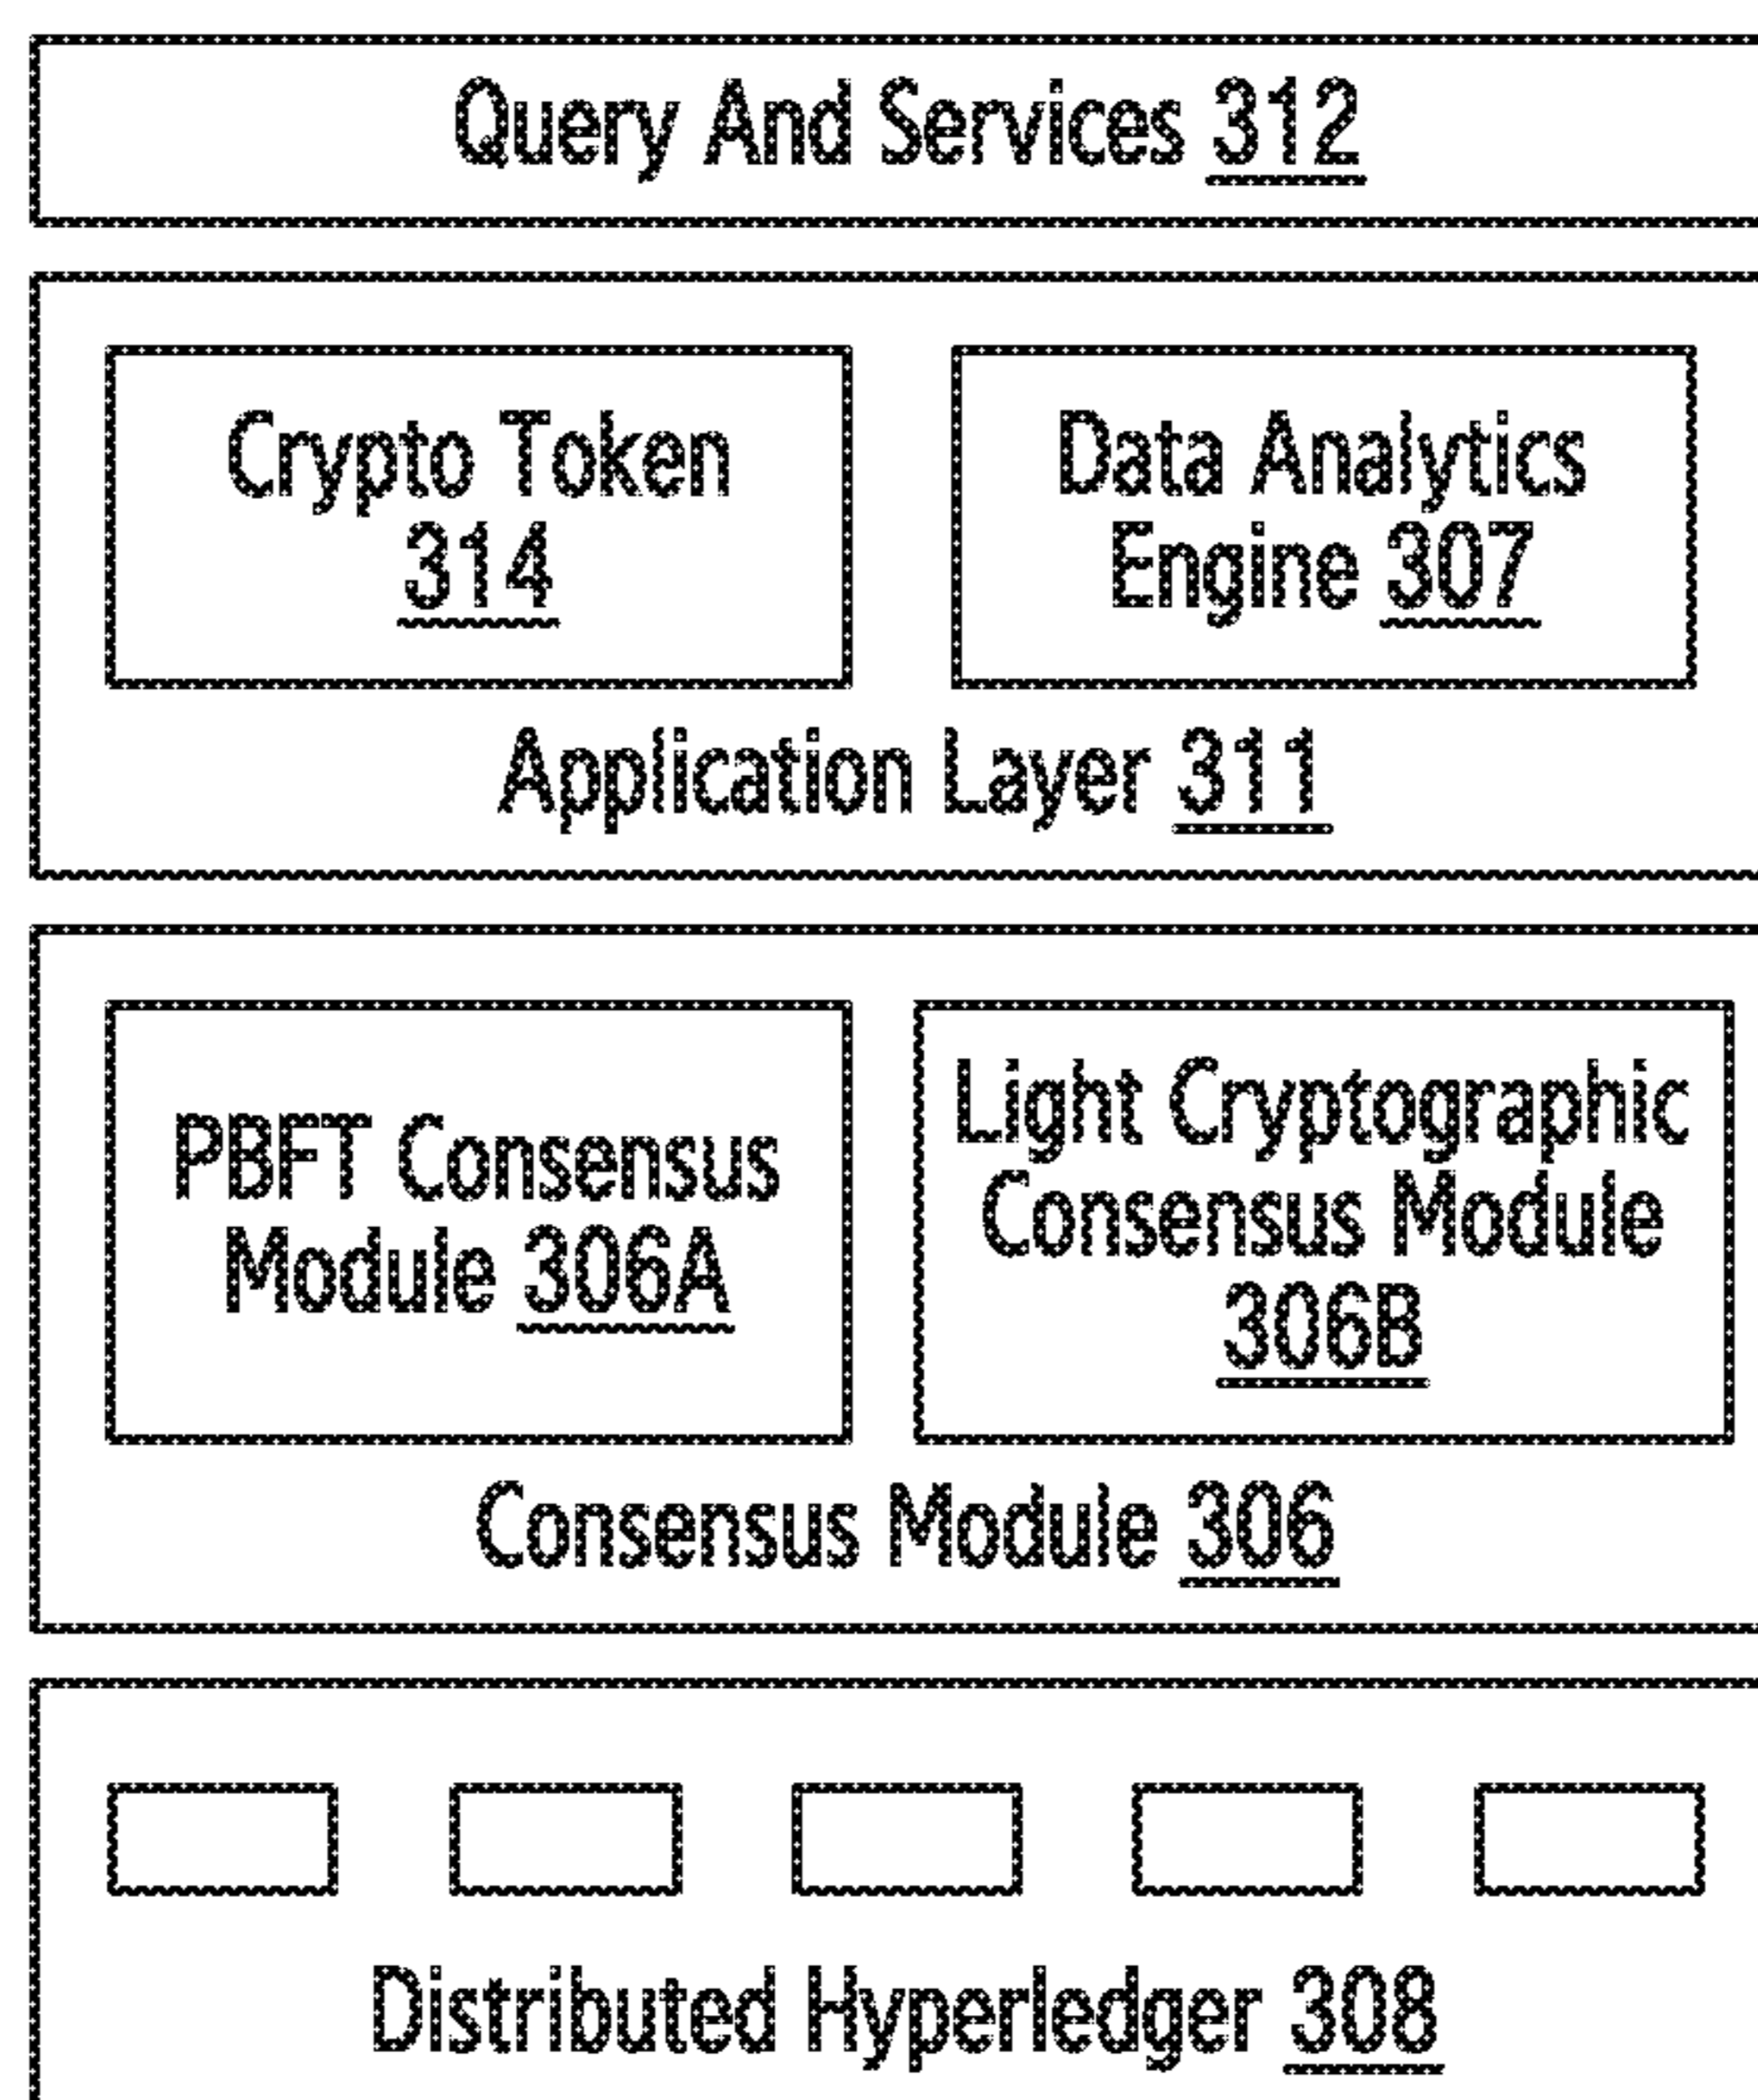 Query And Services 312
Crypto Token
314
Data Analytics
Engine 307
Application Layer 311
PBFT Consensus
Module 306A
Light Cryptographic
Consensus Module
306B
Consensus Module 306
Distributed Hyperledger 308